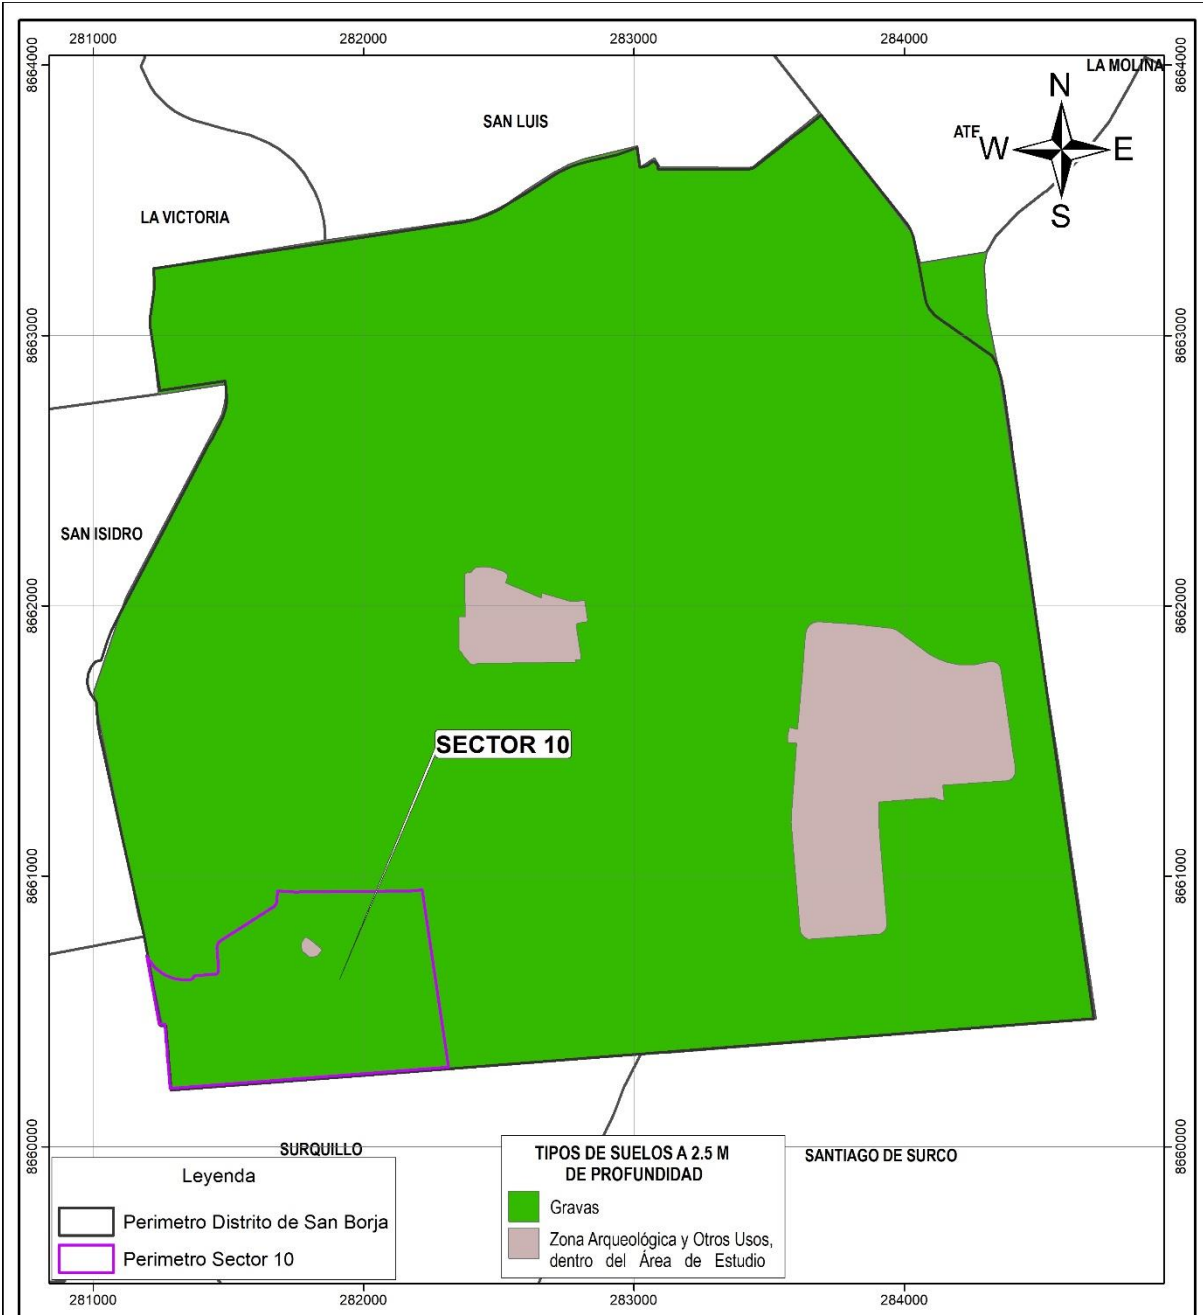 281000 282000 283000 284000
8664000 8664000
LA MOLINA
N
SAN LUIS
ATE
W E
S
LA VICTORIA
8663000 8663000
SAN ISIDRO
8662000 8662000
SECTOR 10
8661000 8661000
8660000 8660000
SURQUILLO
SANTIAGO DE SURCO
Leyenda
Perimetro Distrito de San Borja
Perimetro Sector 10
TIPOS DE SUELOS A 2.5 M
DE PROFUNDIDAD
Gravas
Zona Arqueológica y Otros Usos,
dentro del Área de Estudio
281000 282000 283000 284000